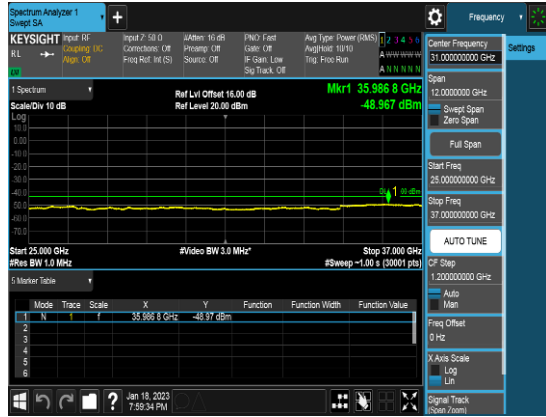 Spectrum Analyzer 1
Swept SA
+
Frequency
KEYSIGHT
RL
Input: RF
Coupling: DC
Align: Off
Input Z: 50 Ω
Corrections: Off
Freq Ref: Int (S)
#Atten: 16 dB
Preamp: Off
Source: Off
PNO: Fast
Gate: Off
IF Gain: Low
Sig Track: Off
Avg Type: Power (RMS)
Avg|Hold: 10/10
Trig: Free Run
1 2 3 4 5 6
A W W W W W
A N N N N N
1 Spectrum
Scale/Div 10 dB
Log
Ref Lvl Offset 16.00 dB
Ref Level 20.00 dBm
Mkr1 35.986 8 GHz
-48.967 dBm
10.0
0.00
-10.0
-20.0
-30.0
-40.0
-50.0
-60.0
-70.0
1
Start 25.000 GHz
#Res BW 1.0 MHz
#Video BW 3.0 MHz*
Stop 37.000 GHz
#Sweep ~1.00 s (30001 pts)
5 Marker Table
Mode Trace Scale X Y Function Function Width Function Value
1 N 1 f 35.986 8 GHz -48.97 dBm
2
3
4
5
6
Jan 18, 2023
7:59:34 PM
?
Center Frequency
31.000000000 GHz
Span
12.0000000 GHz
Swept Span
Zero Span
Full Span
Start Freq
25.000000000 GHz
Stop Freq
37.000000000 GHz
AUTO TUNE
CF Step
1.200000000 GHz
Auto
Man
Freq Offset
0 Hz
X Axis Scale
Log
Lin
Signal Track
(Span Zoom)
Settings